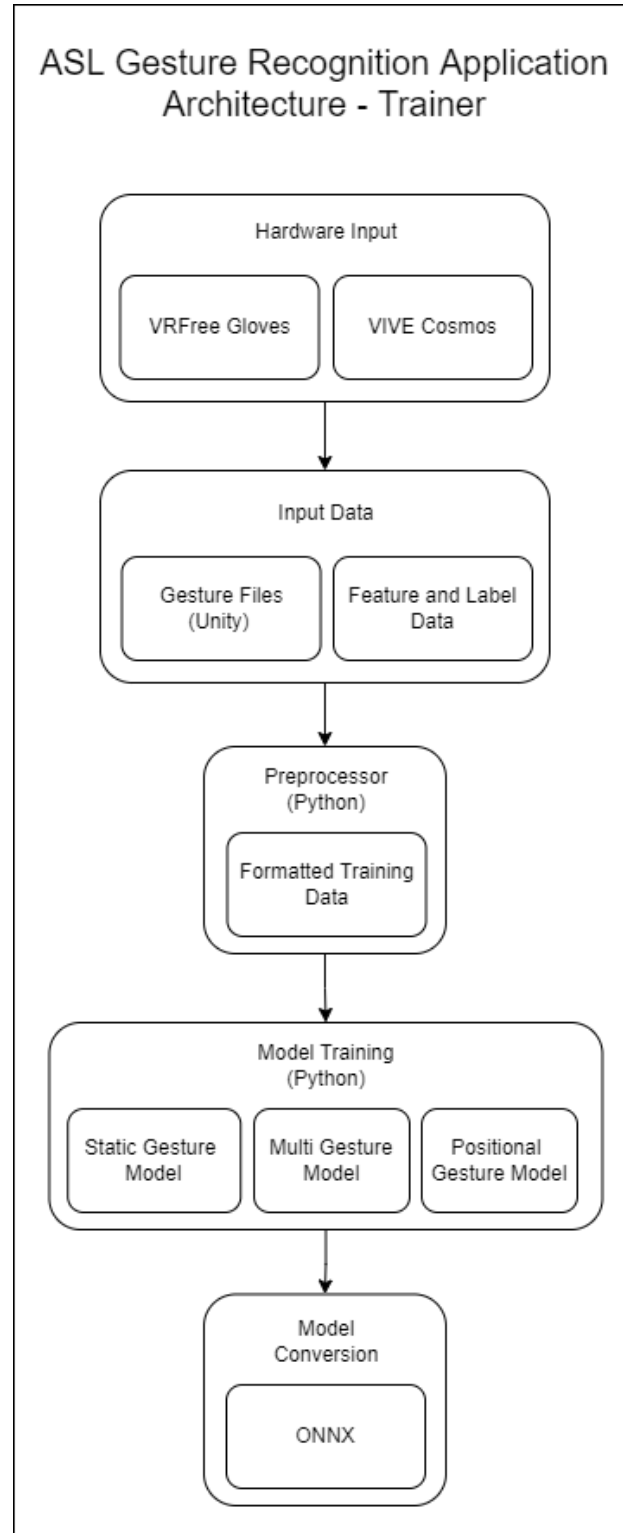 ASL Gesture Recognition Application
Architecture - Trainer
Hardware Input
VRFree Gloves
VIVE Cosmos
Input Data
Gesture Files
(Unity)
Feature and Label
Data
Preprocessor
(Python)
Formatted Training
Data
Model Training
(Python)
Static Gesture
Model
Multi Gesture
Model
Positional
Gesture Model
Model
Conversion
ONNX